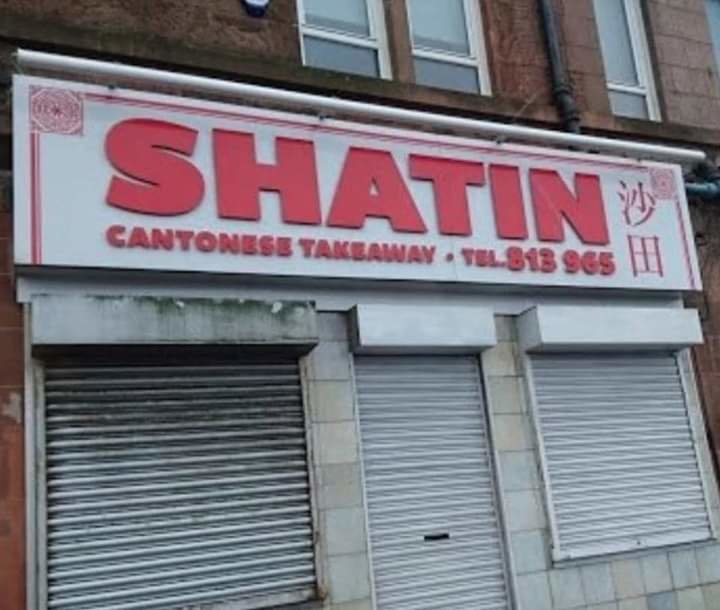 SHATIN
CANTONESE TAKEAWAY · TEL. 813 965
沙田